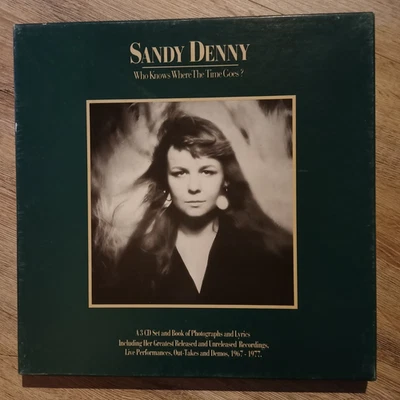 SANDY DENNY
Who Knows Where The Time Goes?
A 3 CD Set and Book of Photographs and Lyrics
Including Her Greatest Released and Unreleased Recordings,
Live Performances, Out-Takes and Demos, 1967 - 1977.